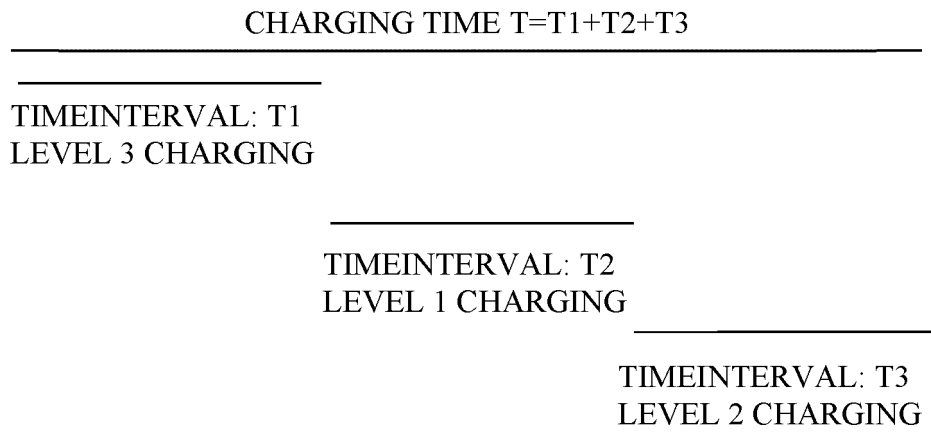 CHARGING TIME T=T1+T2+T3
TIMEINTERVAL: T1
LEVEL 3 CHARGING
TIMEINTERVAL: T2
LEVEL 1 CHARGING
TIMEINTERVAL: T3
LEVEL 2 CHARGING